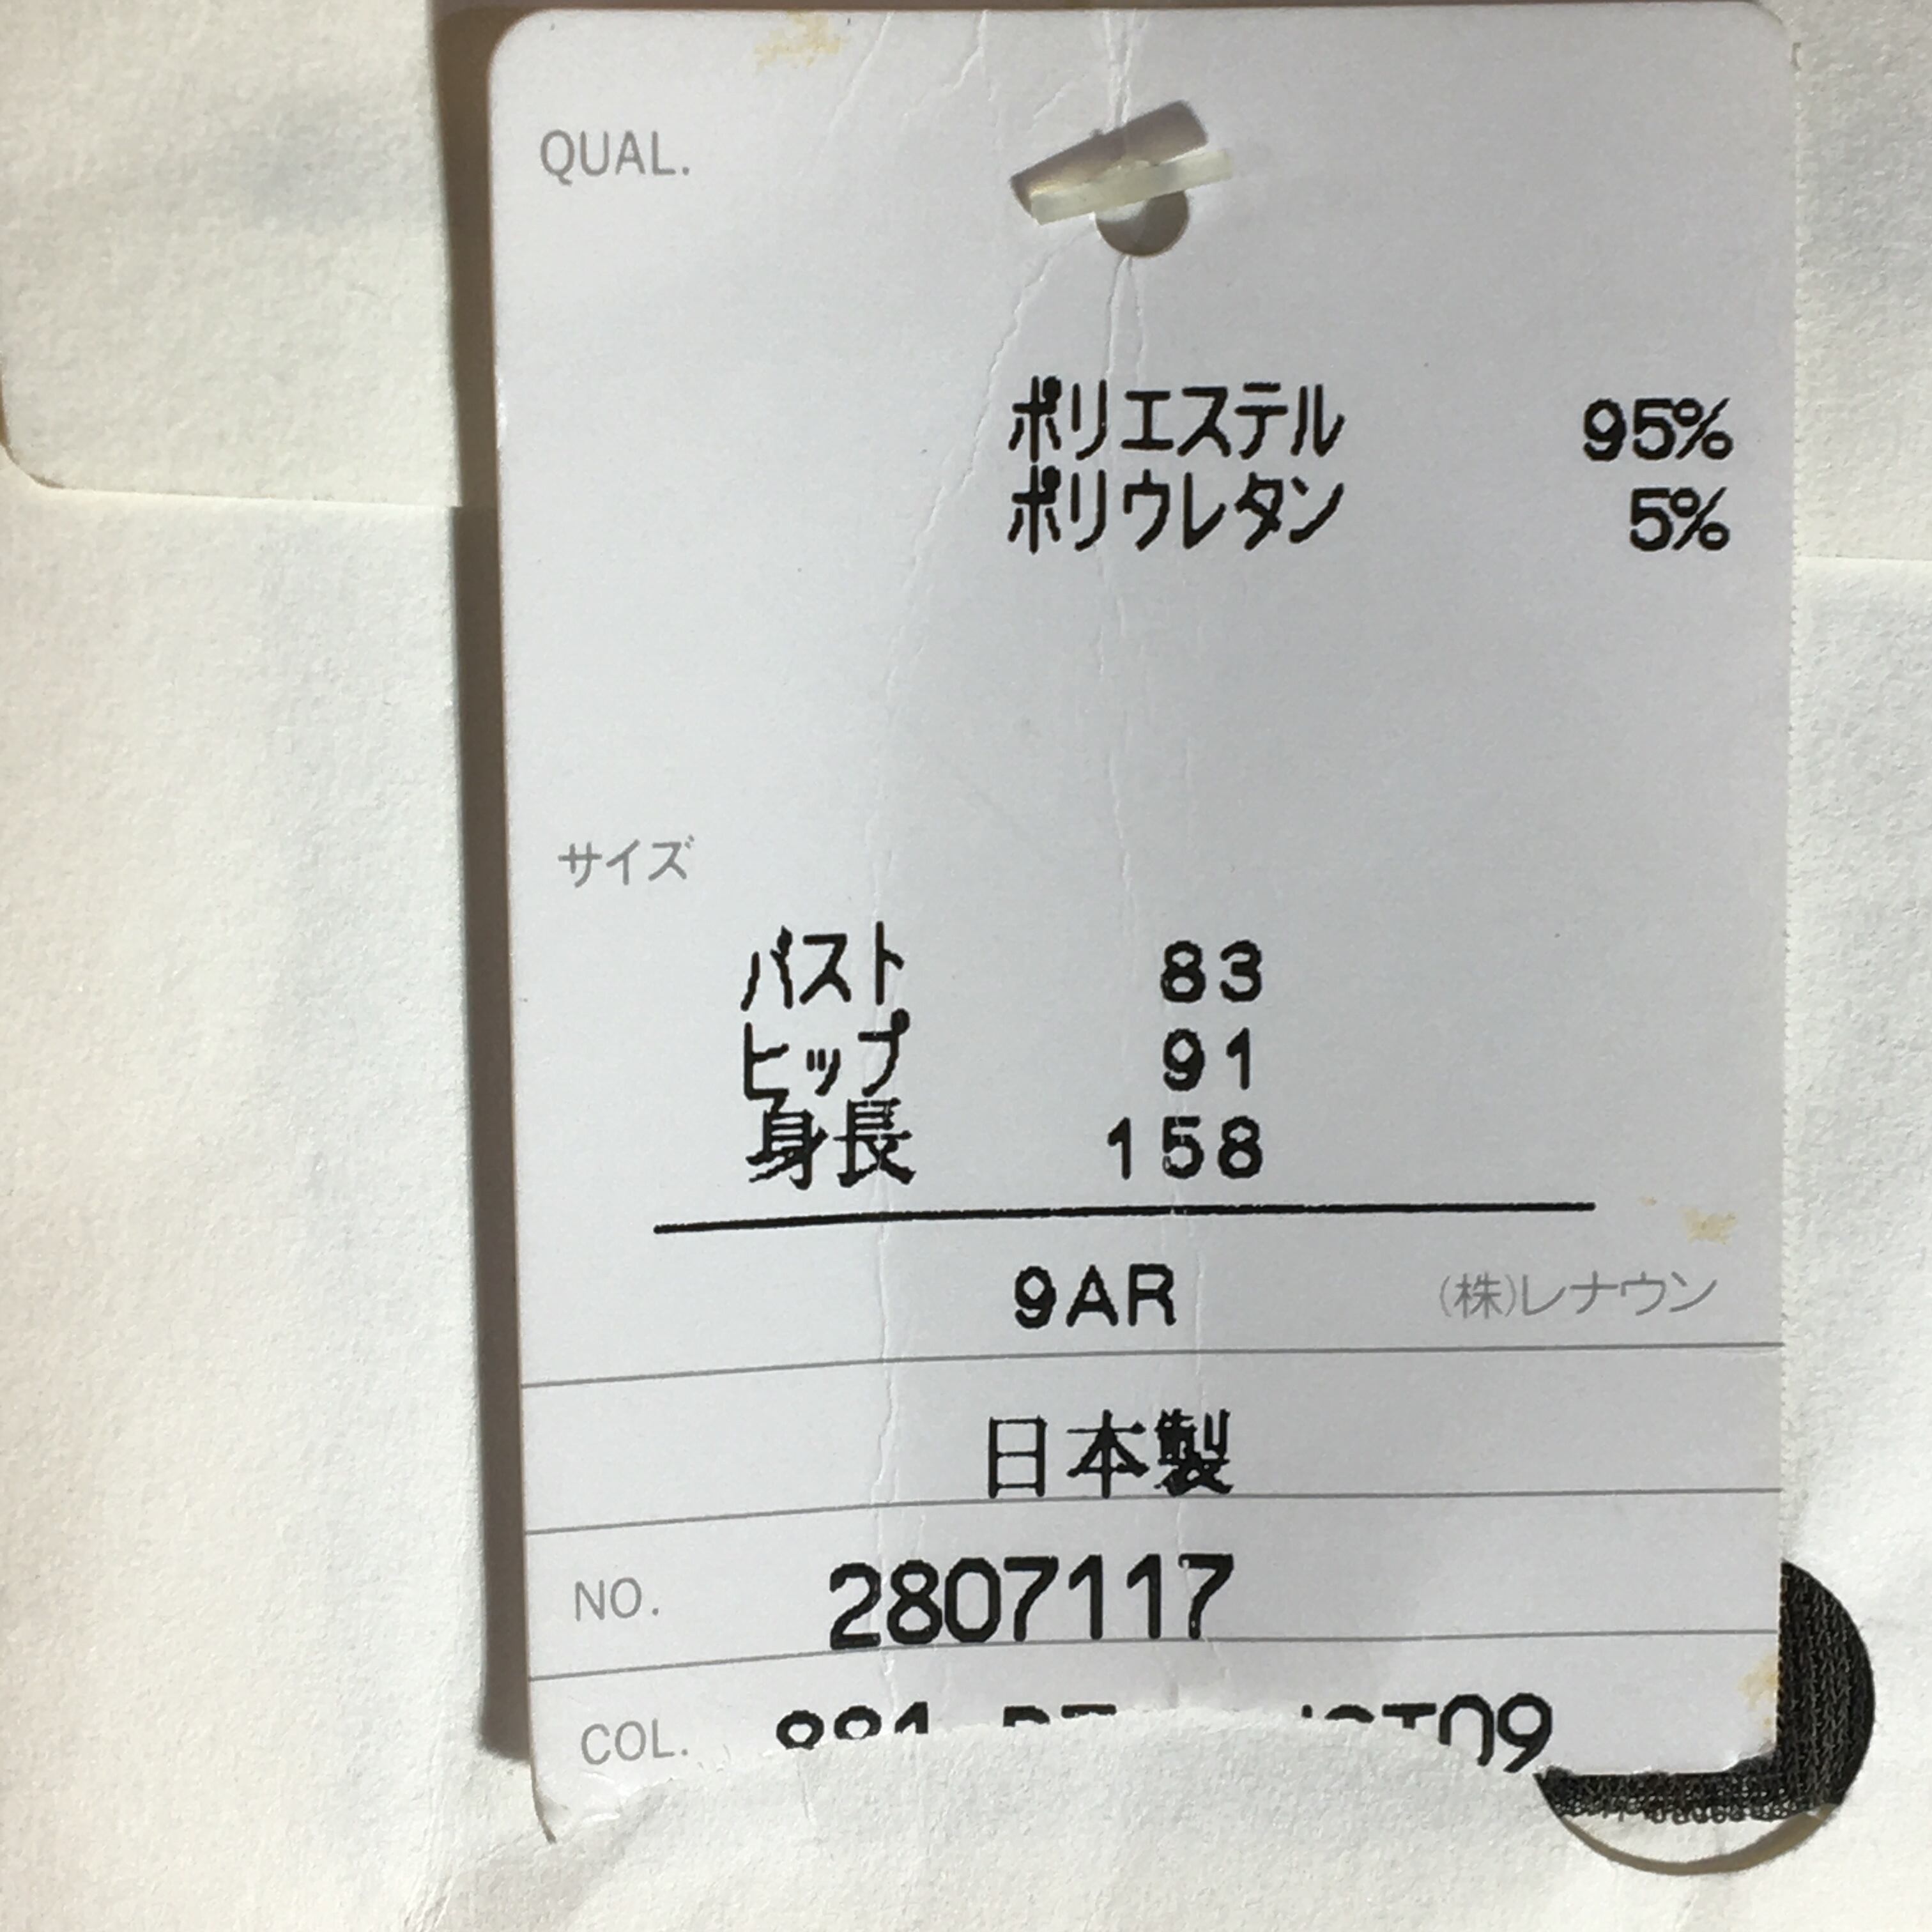 QUAL.
ポリエステル 95%
ポリウレタン 5%
サイズ
バスト 83
ヒップ 91
身長 158
9AR (株)レナウン
日本製
NO. 2807117
COL.